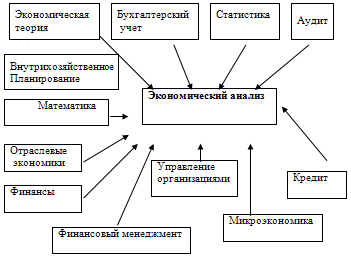 Экономическая
теория
Бухгалтерский
учет
Статистика
Аудит
Внутрихозяйственное
Планирование
Экономический анализ
Математика
Отраслевые
экономики
Управление
организациями
Кредит
Финансы
Микроэкономика
Финансовый менеджмент